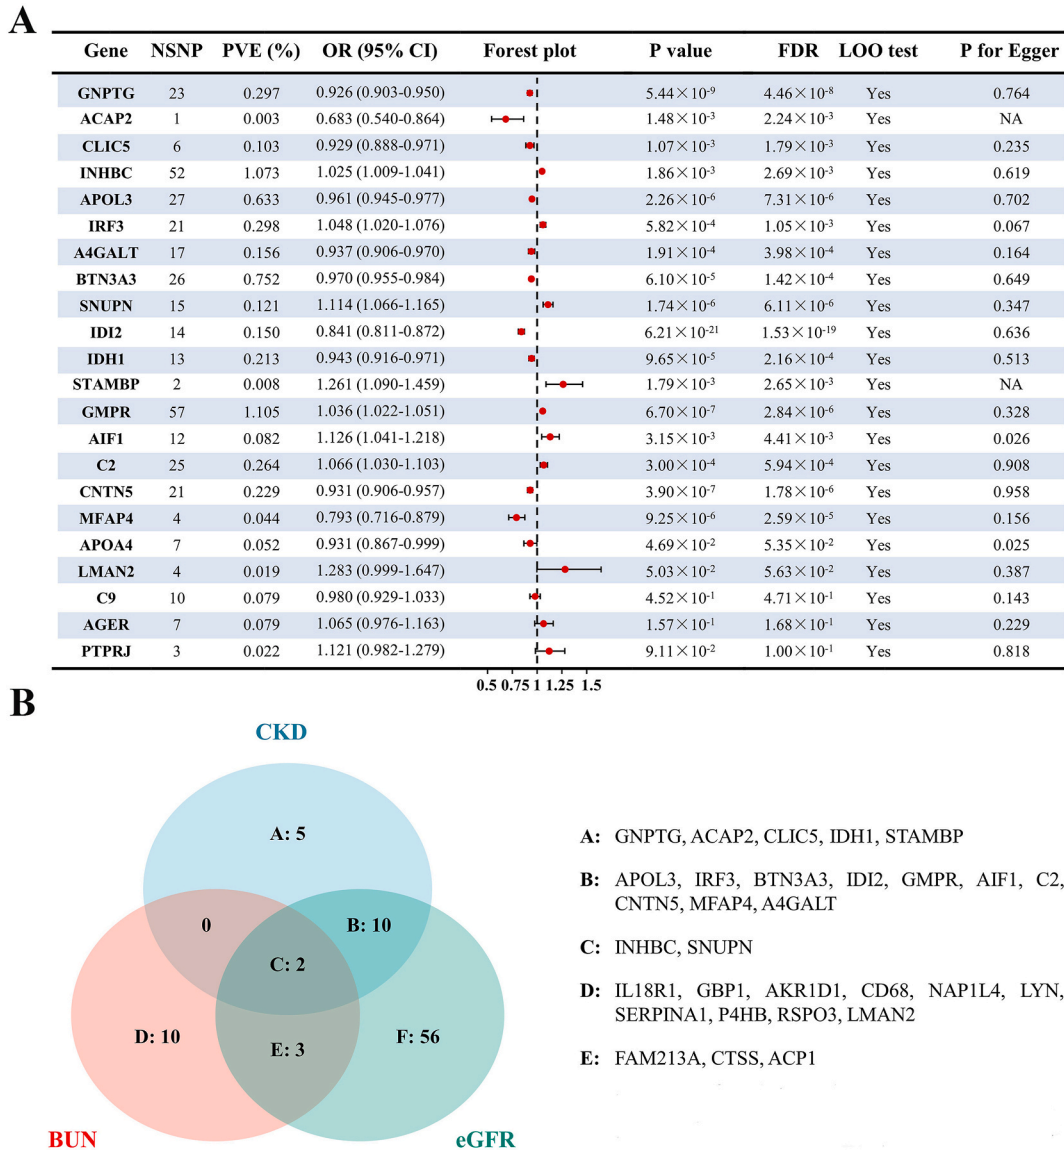 A
Gene NSNP PVE (%) OR (95% CI) Forest plot P value FDR LOO test P for Egger
GNPTG 23 0.297 0.926 (0.903-0.950) 5.44×10⁻⁹ 4.46×10⁻⁸ Yes 0.764
ACAP2 1 0.003 0.683 (0.540-0.864) 1.48×10⁻³ 2.24×10⁻³ Yes NA
CLIC5 6 0.103 0.929 (0.888-0.971) 1.07×10⁻³ 1.79×10⁻³ Yes 0.235
INHBC 52 1.073 1.025 (1.009-1.041) 1.86×10⁻³ 2.69×10⁻³ Yes 0.619
APOL3 27 0.633 0.961 (0.945-0.977) 2.26×10⁻⁶ 7.31×10⁻⁶ Yes 0.702
IRF3 21 0.298 1.048 (1.020-1.076) 5.82×10⁻⁴ 1.05×10⁻³ Yes 0.067
A4GALT 17 0.156 0.937 (0.906-0.970) 1.91×10⁻⁴ 3.98×10⁻⁴ Yes 0.164
BTN3A3 26 0.752 0.970 (0.955-0.984) 6.10×10⁻⁵ 1.42×10⁻⁴ Yes 0.649
SNUPN 15 0.121 1.114 (1.066-1.165) 1.74×10⁻⁶ 6.11×10⁻⁶ Yes 0.347
IDI2 14 0.150 0.841 (0.811-0.872) 6.21×10⁻²¹ 1.53×10⁻¹⁹ Yes 0.636
IDH1 13 0.213 0.943 (0.916-0.971) 9.65×10⁻⁵ 2.16×10⁻⁴ Yes 0.513
STAMBP 2 0.008 1.261 (1.090-1.459) 1.79×10⁻³ 2.65×10⁻³ Yes NA
GMPR 57 1.105 1.036 (1.022-1.051) 6.70×10⁻⁷ 2.84×10⁻⁶ Yes 0.328
AIF1 12 0.082 1.126 (1.041-1.218) 3.15×10⁻³ 4.41×10⁻³ Yes 0.026
C2 25 0.264 1.066 (1.030-1.103) 3.00×10⁻⁴ 5.94×10⁻⁴ Yes 0.908
CNTN5 21 0.229 0.931 (0.906-0.957) 3.90×10⁻⁷ 1.78×10⁻⁶ Yes 0.958
MFAP4 4 0.044 0.793 (0.716-0.879) 9.25×10⁻⁶ 2.59×10⁻⁵ Yes 0.156
APOA4 7 0.052 0.931 (0.867-0.999) 4.69×10⁻² 5.35×10⁻² Yes 0.025
LMAN2 4 0.019 1.283 (0.999-1.647) 5.03×10⁻² 5.63×10⁻² Yes 0.387
C9 10 0.079 0.980 (0.929-1.033) 4.52×10⁻¹ 4.71×10⁻¹ Yes 0.143
AGER 7 0.079 1.065 (0.976-1.163) 1.57×10⁻¹ 1.68×10⁻¹ Yes 0.229
PTPRJ 3 0.022 1.121 (0.982-1.279) 9.11×10⁻² 1.00×10⁻¹ Yes 0.818
0.5 0.75 1 1.25 1.5
B
CKD
A: 5
0
B: 10
C: 2
D: 10
E: 3
F: 56
BUN
eGFR
A: GNPTG, ACAP2, CLIC5, IDH1, STAMBP
B: APOL3, IRF3, BTN3A3, IDI2, GMPR, AIF1, C2,
CNTN5, MFAP4, A4GALT
C: INHBC, SNUPN
D: IL18R1, GBP1, AKR1D1, CD68, NAP1L4, LYN,
SERPINA1, P4HB, RSPO3, LMAN2
E: FAM213A, CTSS, ACP1